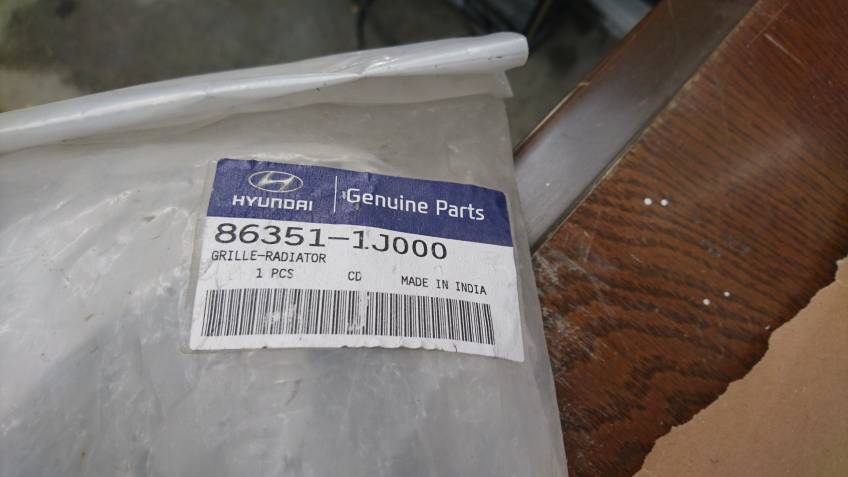 HYUNDAI
Genuine Parts
86351-1J000
GRILLE-RADIATOR
1 PCS CD MADE IN INDIA